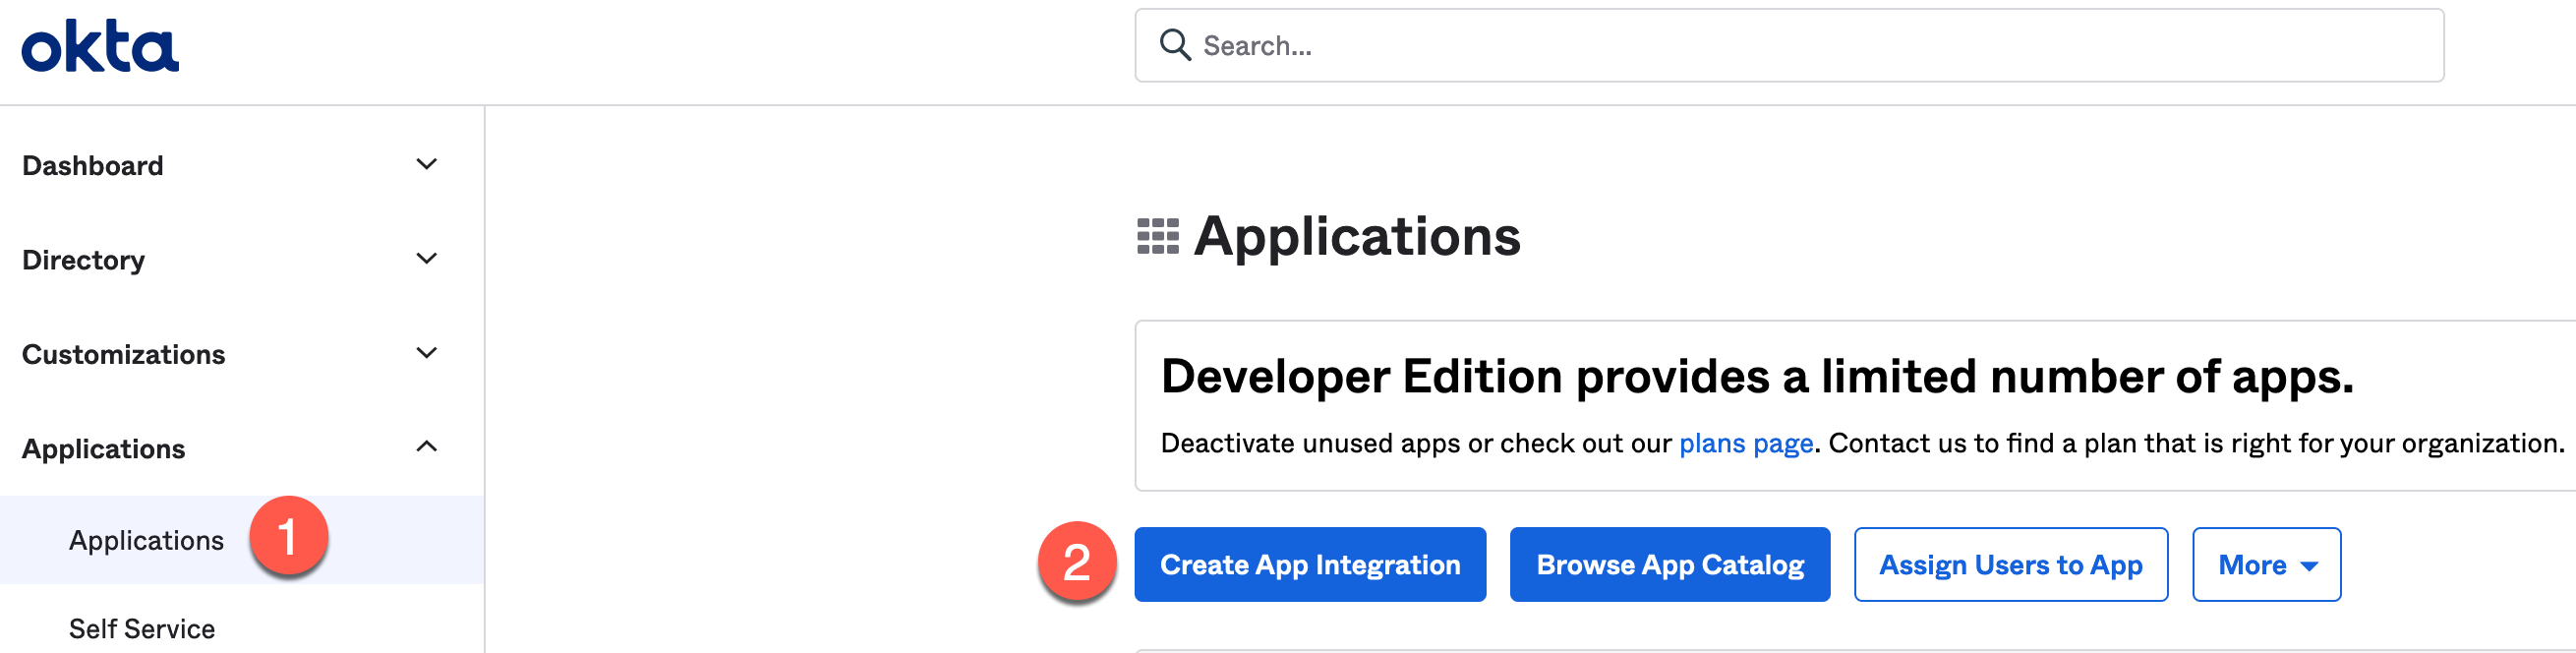 okta
Search...
Dashboard
Directory
Customizations
Applications
Applications
1
Self Service
Applications
Developer Edition provides a limited number of apps.
Deactivate unused apps or check out our plans page. Contact us to find a plan that is right for your organization.
2
Create App Integration
Browse App Catalog
Assign Users to App
More